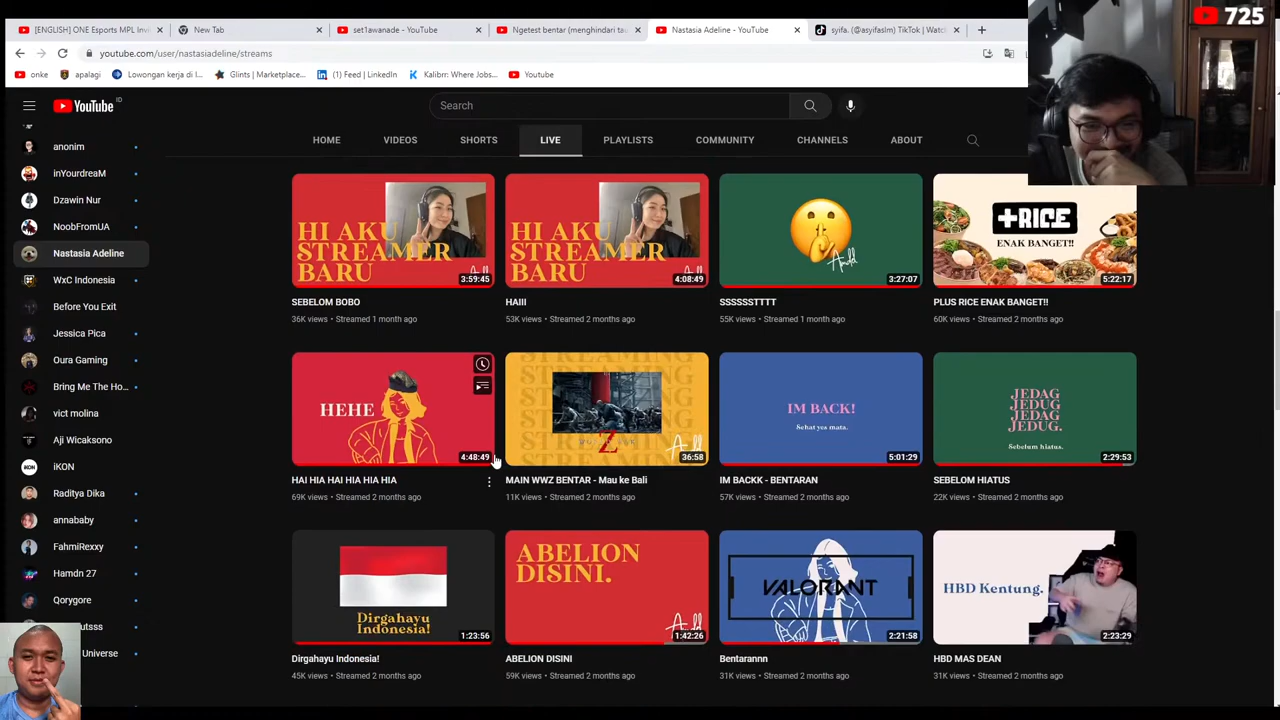 725
[ENGLISH] ONE Esports MPL Invi
New Tab
set1awanade - YouTube
Ngetest bentar (menghindari tau
Nastasia Adeline - YouTube
syifa. (@asyifaslm) TikTok | Watch
youtube.com/user/nastasiadeline/streams
onke
apalagi
Lowongan kerja di I...
Glints | Marketplace...
(1) Feed | LinkedIn
Kalibrr: Where Jobs...
Youtube
YouTube ID
Search
HOME
VIDEOS
SHORTS
LIVE
PLAYLISTS
COMMUNITY
CHANNELS
ABOUT
anonim
inYourdreaM
Dzawin Nur
NoobFromUA
Nastasia Adeline
WxC Indonesia
Before You Exit
Jessica Pica
Oura Gaming
Bring Me The Ho...
vict molina
Aji Wicaksono
iKON
Raditya Dika
annababy
FahmiRexxy
Hamdn 27
Qorygore
utsss
Universe
HI AKU
STREAMER
BARU
3:59:45
SEBELOM BOBO
36K views • Streamed 1 month ago
HI AKU
STREAMER
BARU
4:08:49
HAIII
53K views • Streamed 2 months ago
3:27:07
SSSSSSTTTT
55K views • Streamed 1 month ago
+RICE
ENAK BANGET!!
5:22:17
PLUS RICE ENAK BANGET!!
60K views • Streamed 2 months ago
HEHE
4:48:49
HAI HIA HAI HIA HIA HIA
69K views • Streamed 2 months ago
STREAMING
Z
36:58
MAIN WWZ BENTAR - Mau ke Bali
11K views • Streamed 2 months ago
IM BACK!
Sehat yes mata.
5:01:29
IM BACKK - BENTARAN
57K views • Streamed 2 months ago
JEDAG
JEDUG
JEDAG
JEDUG.
Sebelum hiatus.
2:29:53
SEBELOM HIATUS
22K views • Streamed 2 months ago
Dirgahayu
Indonesia!
1:23:56
Dirgahayu Indonesia!
45K views • Streamed 2 months ago
ABELION
DISINI.
1:42:26
ABELION DISINI
59K views • Streamed 2 months ago
VALORANT
2:21:58
Bentarannn
31K views • Streamed 2 months ago
HBD Kentung.
2:23:29
HBD MAS DEAN
31K views • Streamed 2 months ago